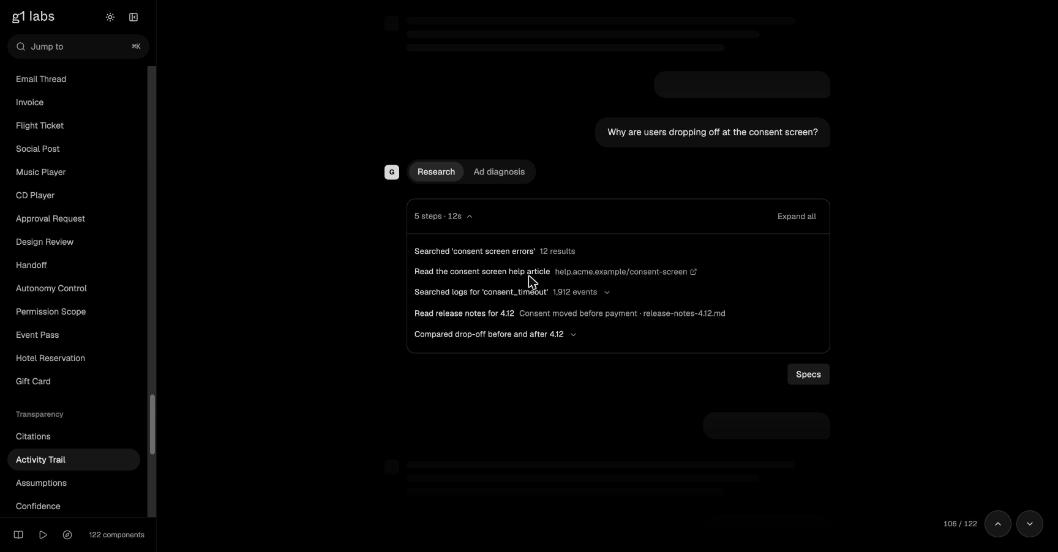 g1 labs
Jump to ⌘K
Email Thread
Invoice
Flight Ticket
Social Post
Music Player
CD Player
Approval Request
Design Review
Handoff
Autonomy Control
Permission Scope
Event Pass
Hotel Reservation
Gift Card
Transparency
Citations
Activity Trail
Assumptions
Confidence
122 components
Why are users dropping off at the consent screen?
G Research Ad diagnosis
5 steps · 12s Expand all
Searched 'consent screen errors' 12 results
Read the consent screen help article help.acme.example/consent-screen
Searched logs for 'consent_timeout' 1,912 events
Read release notes for 4.12 Consent moved before payment · release-notes-4.12.md
Compared drop-off before and after 4.12
Specs
106 / 122